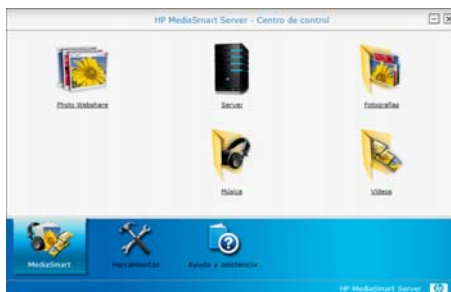 HP MediaSmart Server - Centro de control
Photo Webshare
Server
Fotografías
Música
Vídeos
MediaSmart
Herramientas
Ayuda y asistencia
HP MediaSmart Server
hp